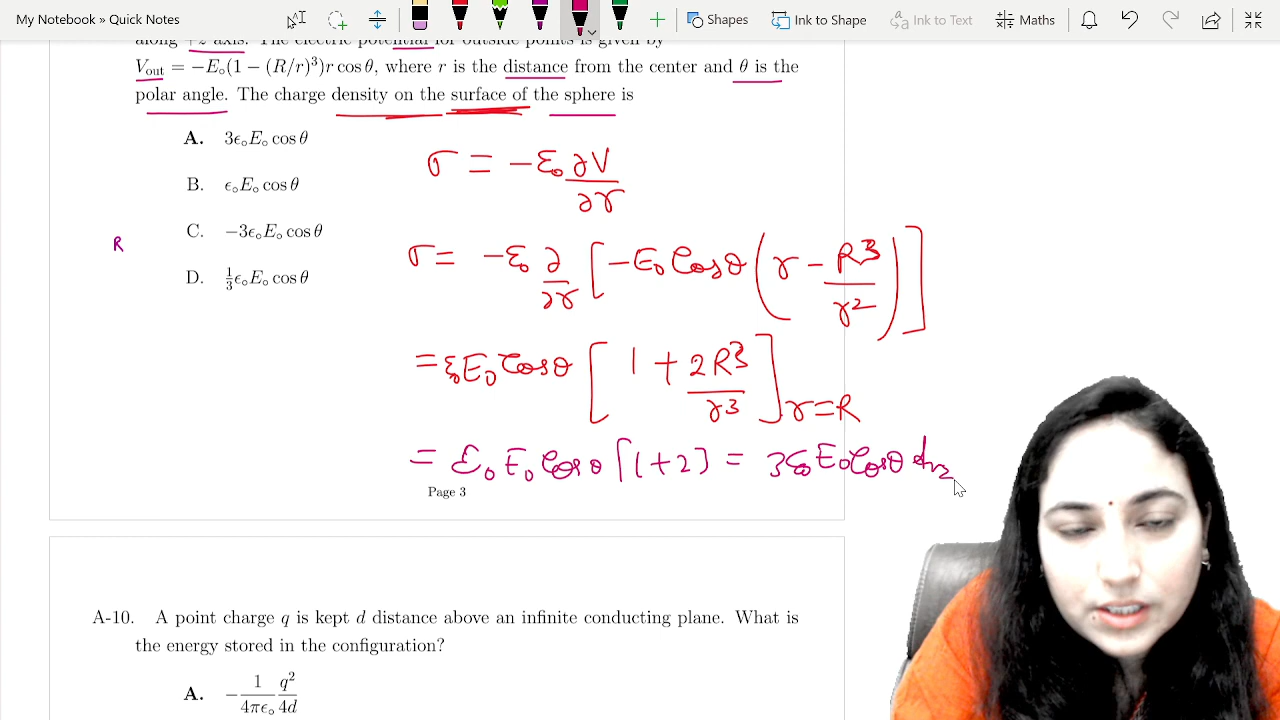 My Notebook » Quick Notes
Shapes
Ink to Shape
Ink to Text
Maths
along +z axis. The electric potential for outside points is given by
V_out = −E₀(1 − (R/r)³)r cos θ, where r is the distance from the center and θ is the
polar angle. The charge density on the surface of the sphere is
A. 3ϵ₀E₀ cos θ
B. ϵ₀E₀ cos θ
C. −3ϵ₀E₀ cos θ
D. 1/3 ϵ₀E₀ cos θ
R
σ = −ε₀ ∂V/∂r
σ = −ε₀ ∂/∂r [−E₀ Cosθ (r − R³/r²)]
= ε₀E₀ Cosθ [1 + 2R³/r³] r=R
= ε₀E₀ Cosθ [1+2] = 3ε₀E₀Cosθ Ans
Page 3
A-10. A point charge q is kept d distance above an infinite conducting plane. What is
the energy stored in the configuration?
A. − 1/4πϵ₀ q²/4d